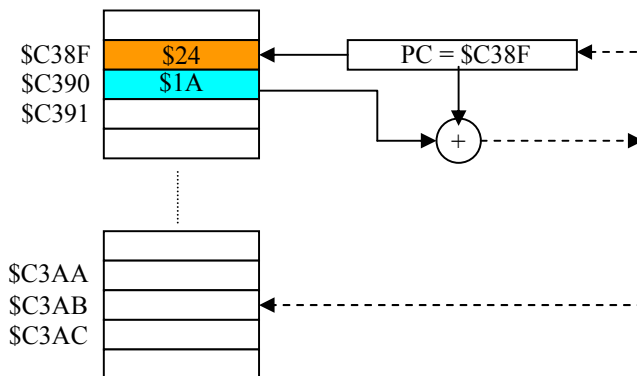 $C38F $24 PC = $C38F
$C390 $1A
$C391
+
$C3AA
$C3AB
$C3AC